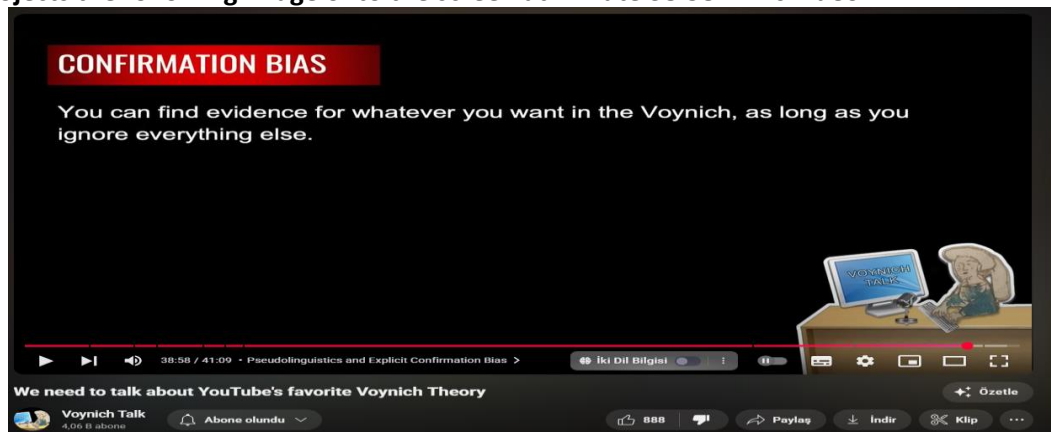 CONFIRMATION BIAS
You can find evidence for whatever you want in the Voynich, as long as you
ignore everything else.
VOYNICH
TALK
38:58 / 41:09 • Pseudolinguistics and Explicit Confirmation Bias >
İki Dil Bilgisi
We need to talk about YouTube's favorite Voynich Theory
Özetle
Voynich Talk
4,06 B abone
Abone olundu
888
Paylaş
İndir
Klip